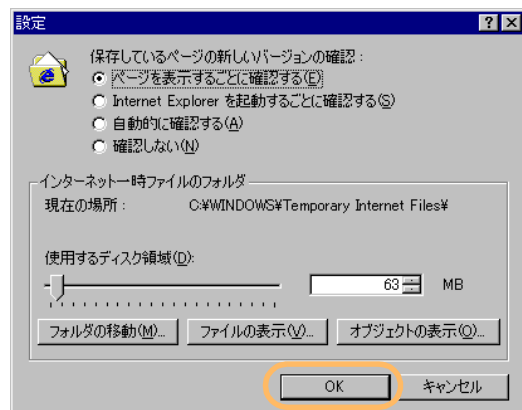 設定
保存しているページの新しいバージョンの確認：
ページを表示するごとに確認する(E)
Internet Explorer を起動するごとに確認する(S)
自動的に確認する(A)
確認しない(N)
インターネット一時ファイルのフォルダ
現在の場所： C:¥WINDOWS¥Temporary Internet Files¥
使用するディスク領域(D):
63 MB
フォルダの移動(M)... ファイルの表示(V)... オブジェクトの表示(O)...
OK キャンセル